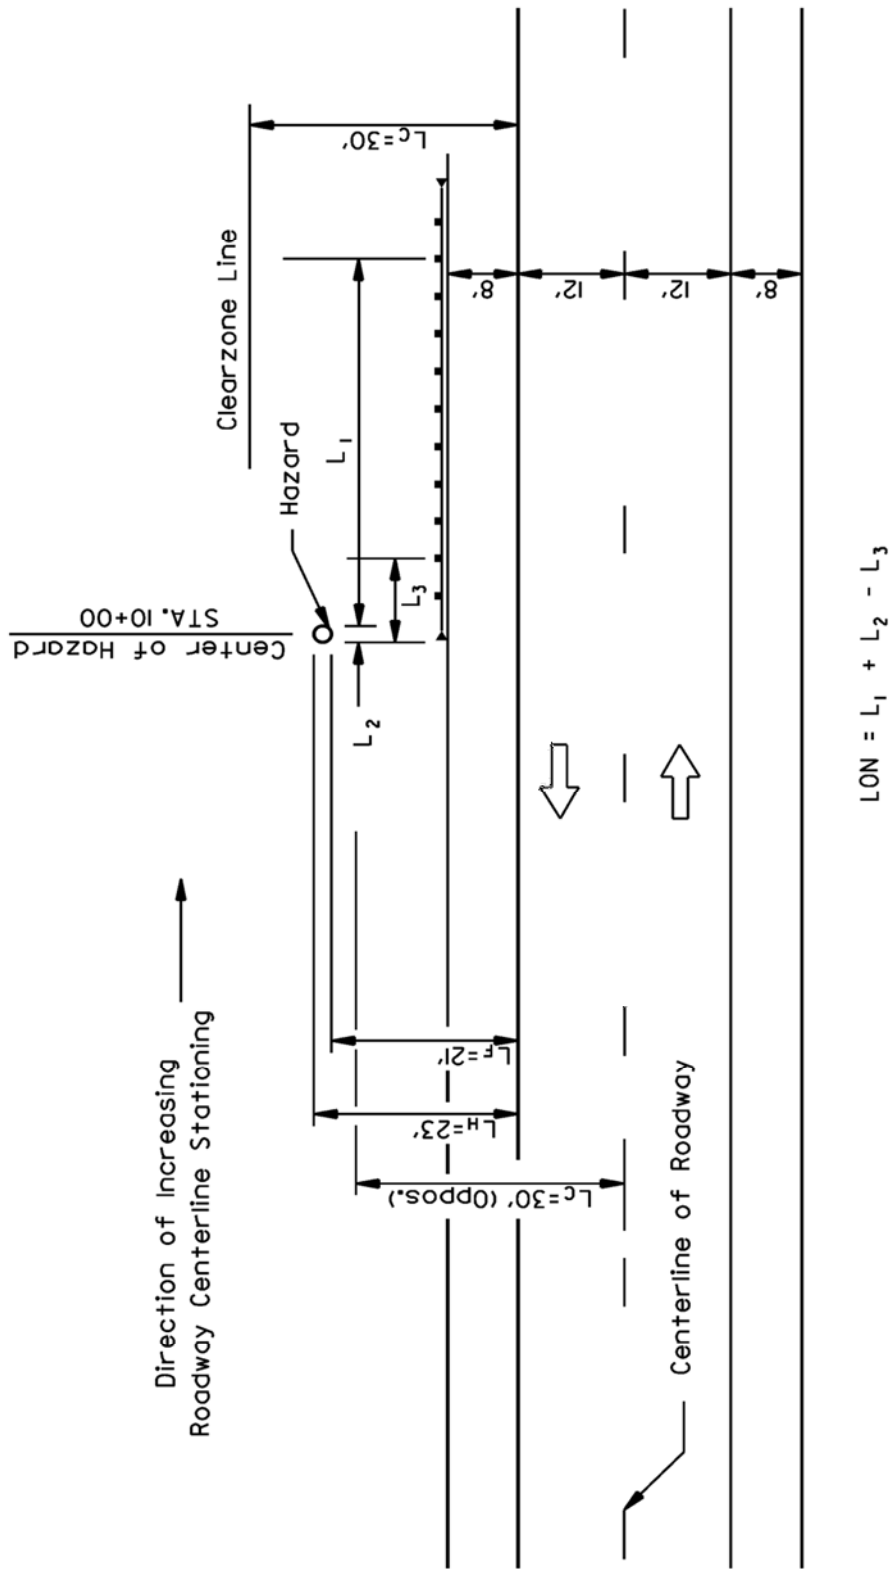 Direction of Increasing
Roadway Centerline Stationing
Center of Hazard
STA. 10+00
Hazard
Clearzone Line
LC=30'
L1
L2
L3
LF=21'
LH=23'
LC=30' (Oppos.)
8'
12'
12'
8'
Centerline of Roadway
LON = L1 + L2 - L3